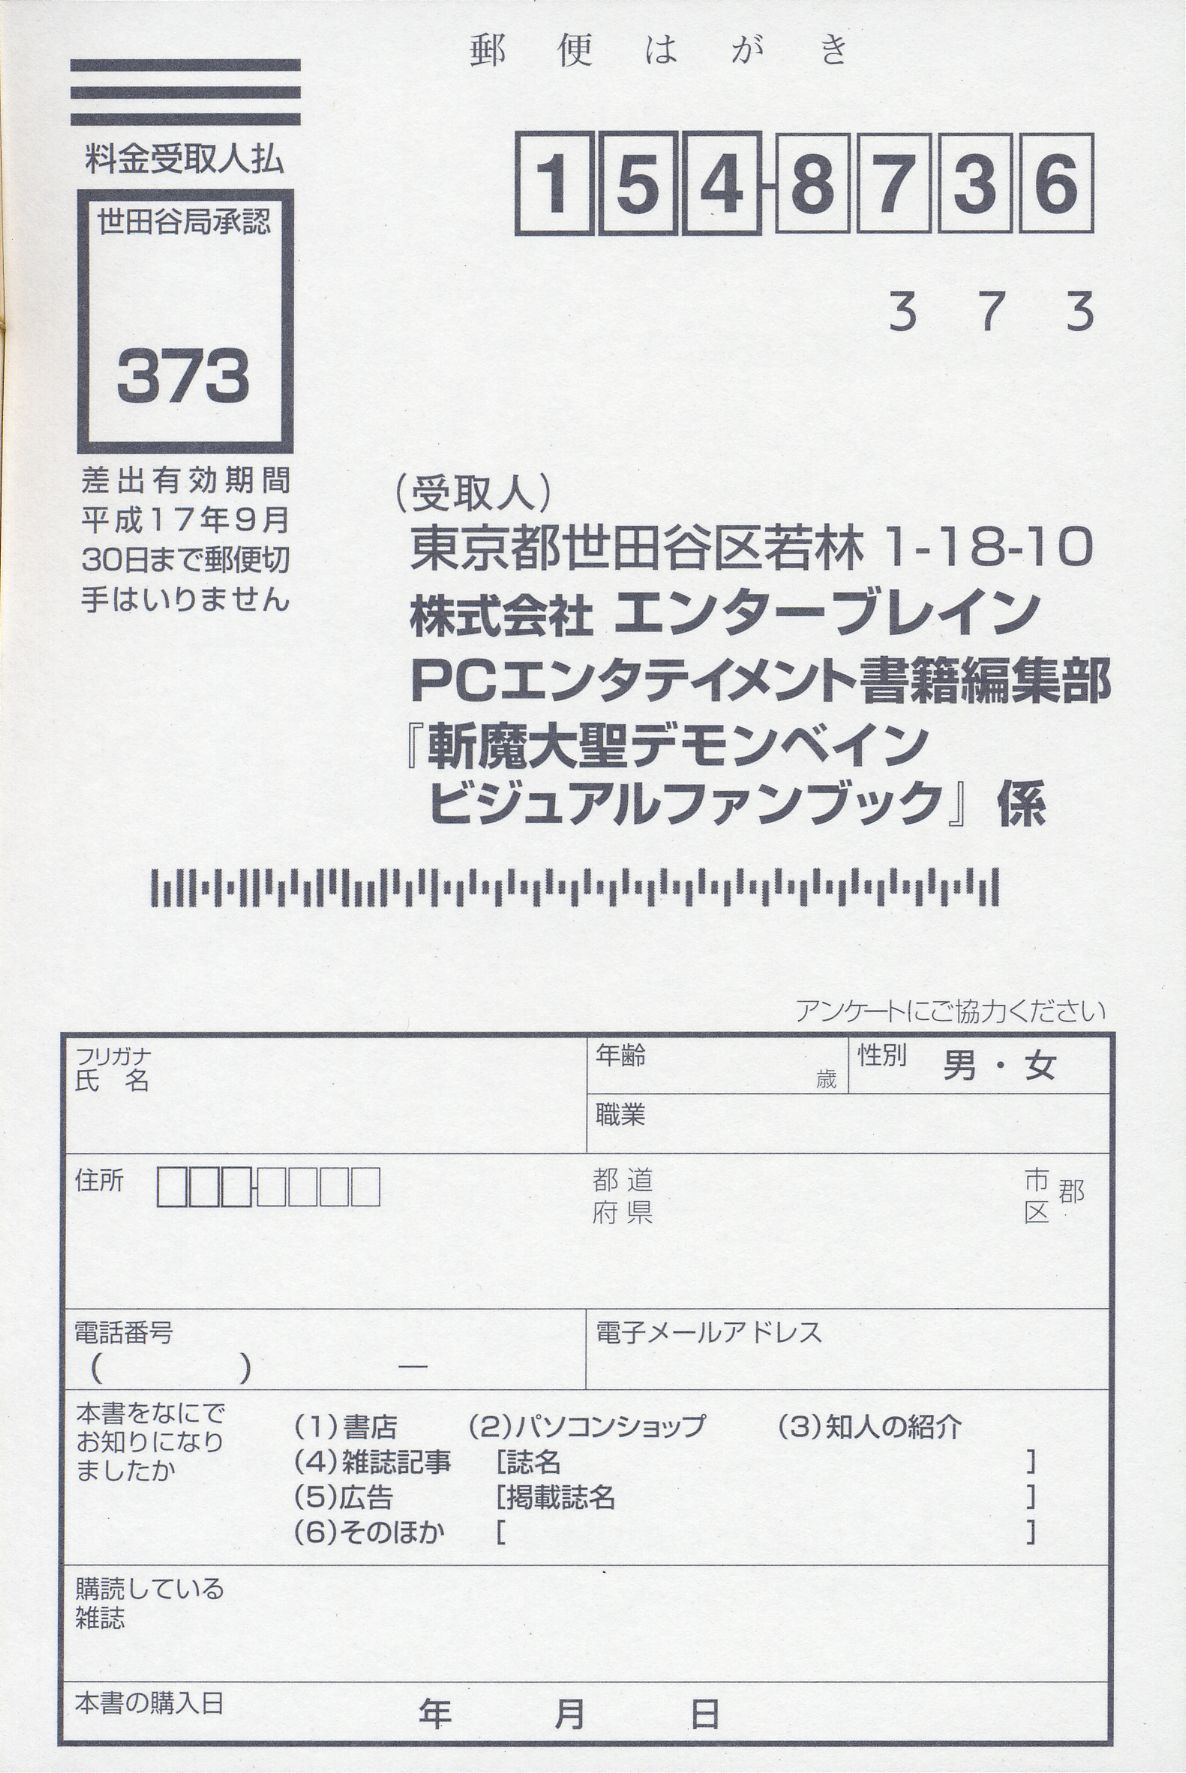 郵便はがき
料金受取人払
世田谷局承認
373
差出有効期間
平成17年9月
30日まで郵便切
手はいりません
154-8736
373
（受取人）
東京都世田谷区若林 1-18-10
株式会社 エンターブレイン
PCエンタテイメント書籍編集部
『斬魔大聖デモンベイン
ビジュアルファンブック』 係
アンケートにご協力ください
フリガナ
氏 名
年齢 歳
性別 男・女
職業
住所
都道
府県
市 郡
区
電話番号
( ) ―
電子メールアドレス
本書をなにで
お知りになり
ましたか
(1)書店 (2)パソコンショップ (3)知人の紹介
(4)雑誌記事 [誌名 ]
(5)広告 [掲載誌名 ]
(6)そのほか [ ]
購読している
雑誌
本書の購入日 年 月 日